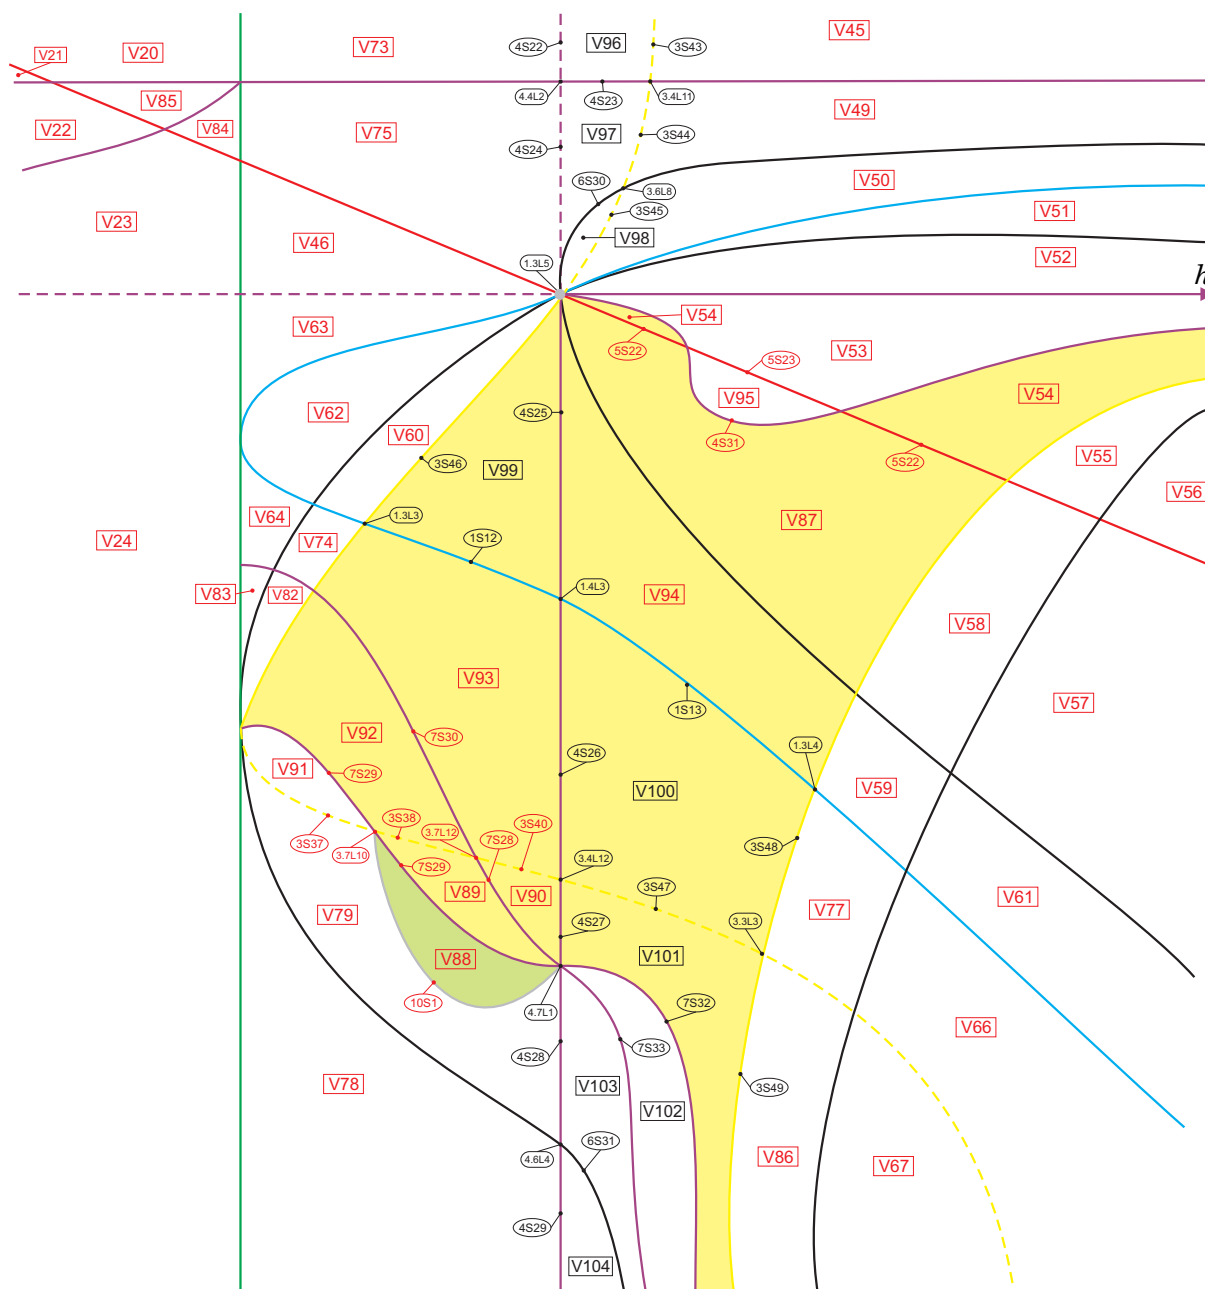 V45
V96
V20
V73
4S22
3S43
V21
V85
4.4L2
4S23
3.4L11
V49
V22
V84
V75
V97
3S44
4S24
6S30
3.6L8
V50
3S45
V51
V23
V46
V98
1.3L5
V52
h
V63
V54
5S22
5S23
V53
V95
V54
V62
4S25
V60
4S31
3S46
V99
5S22
V55
V56
V64
1.3L3
V87
V74
1S12
V24
V83
V82
1.4L3
V94
V58
V93
1S13
V57
V92
7S30
1.3L4
V91
7S29
4S26
V100
V59
3S37
3S38
3.7L12
7S28
3S40
3S48
3.7L10
7S29
V89
V90
3.4L12
3S47
V61
V79
4S27
3.3L3
V77
V88
V101
10S1
4.7L1
7S32
V66
4S28
7S33
V78
V103
3S49
V102
6S31
4.6L4
V86
V67
4S29
V104